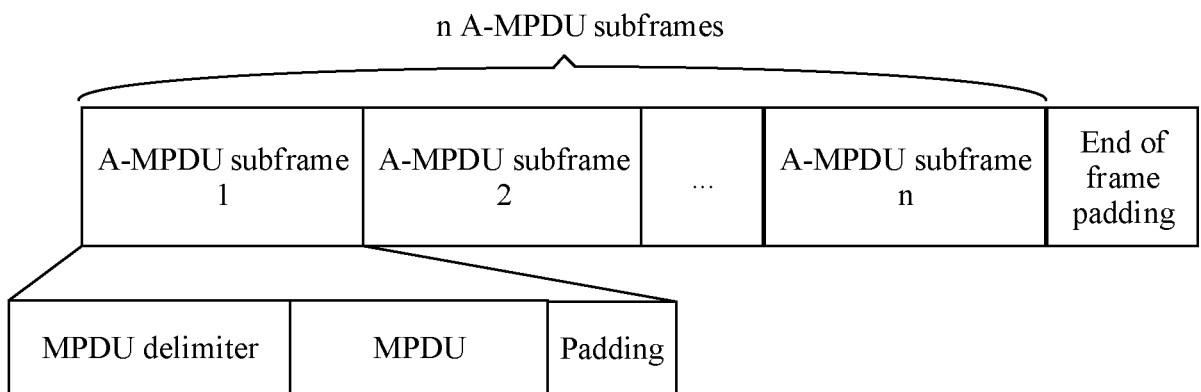 n A-MPDU subframes
A-MPDU subframe
1
A-MPDU subframe
2
...
A-MPDU subframe
n
End of
frame
padding
MPDU delimiter
MPDU
Padding